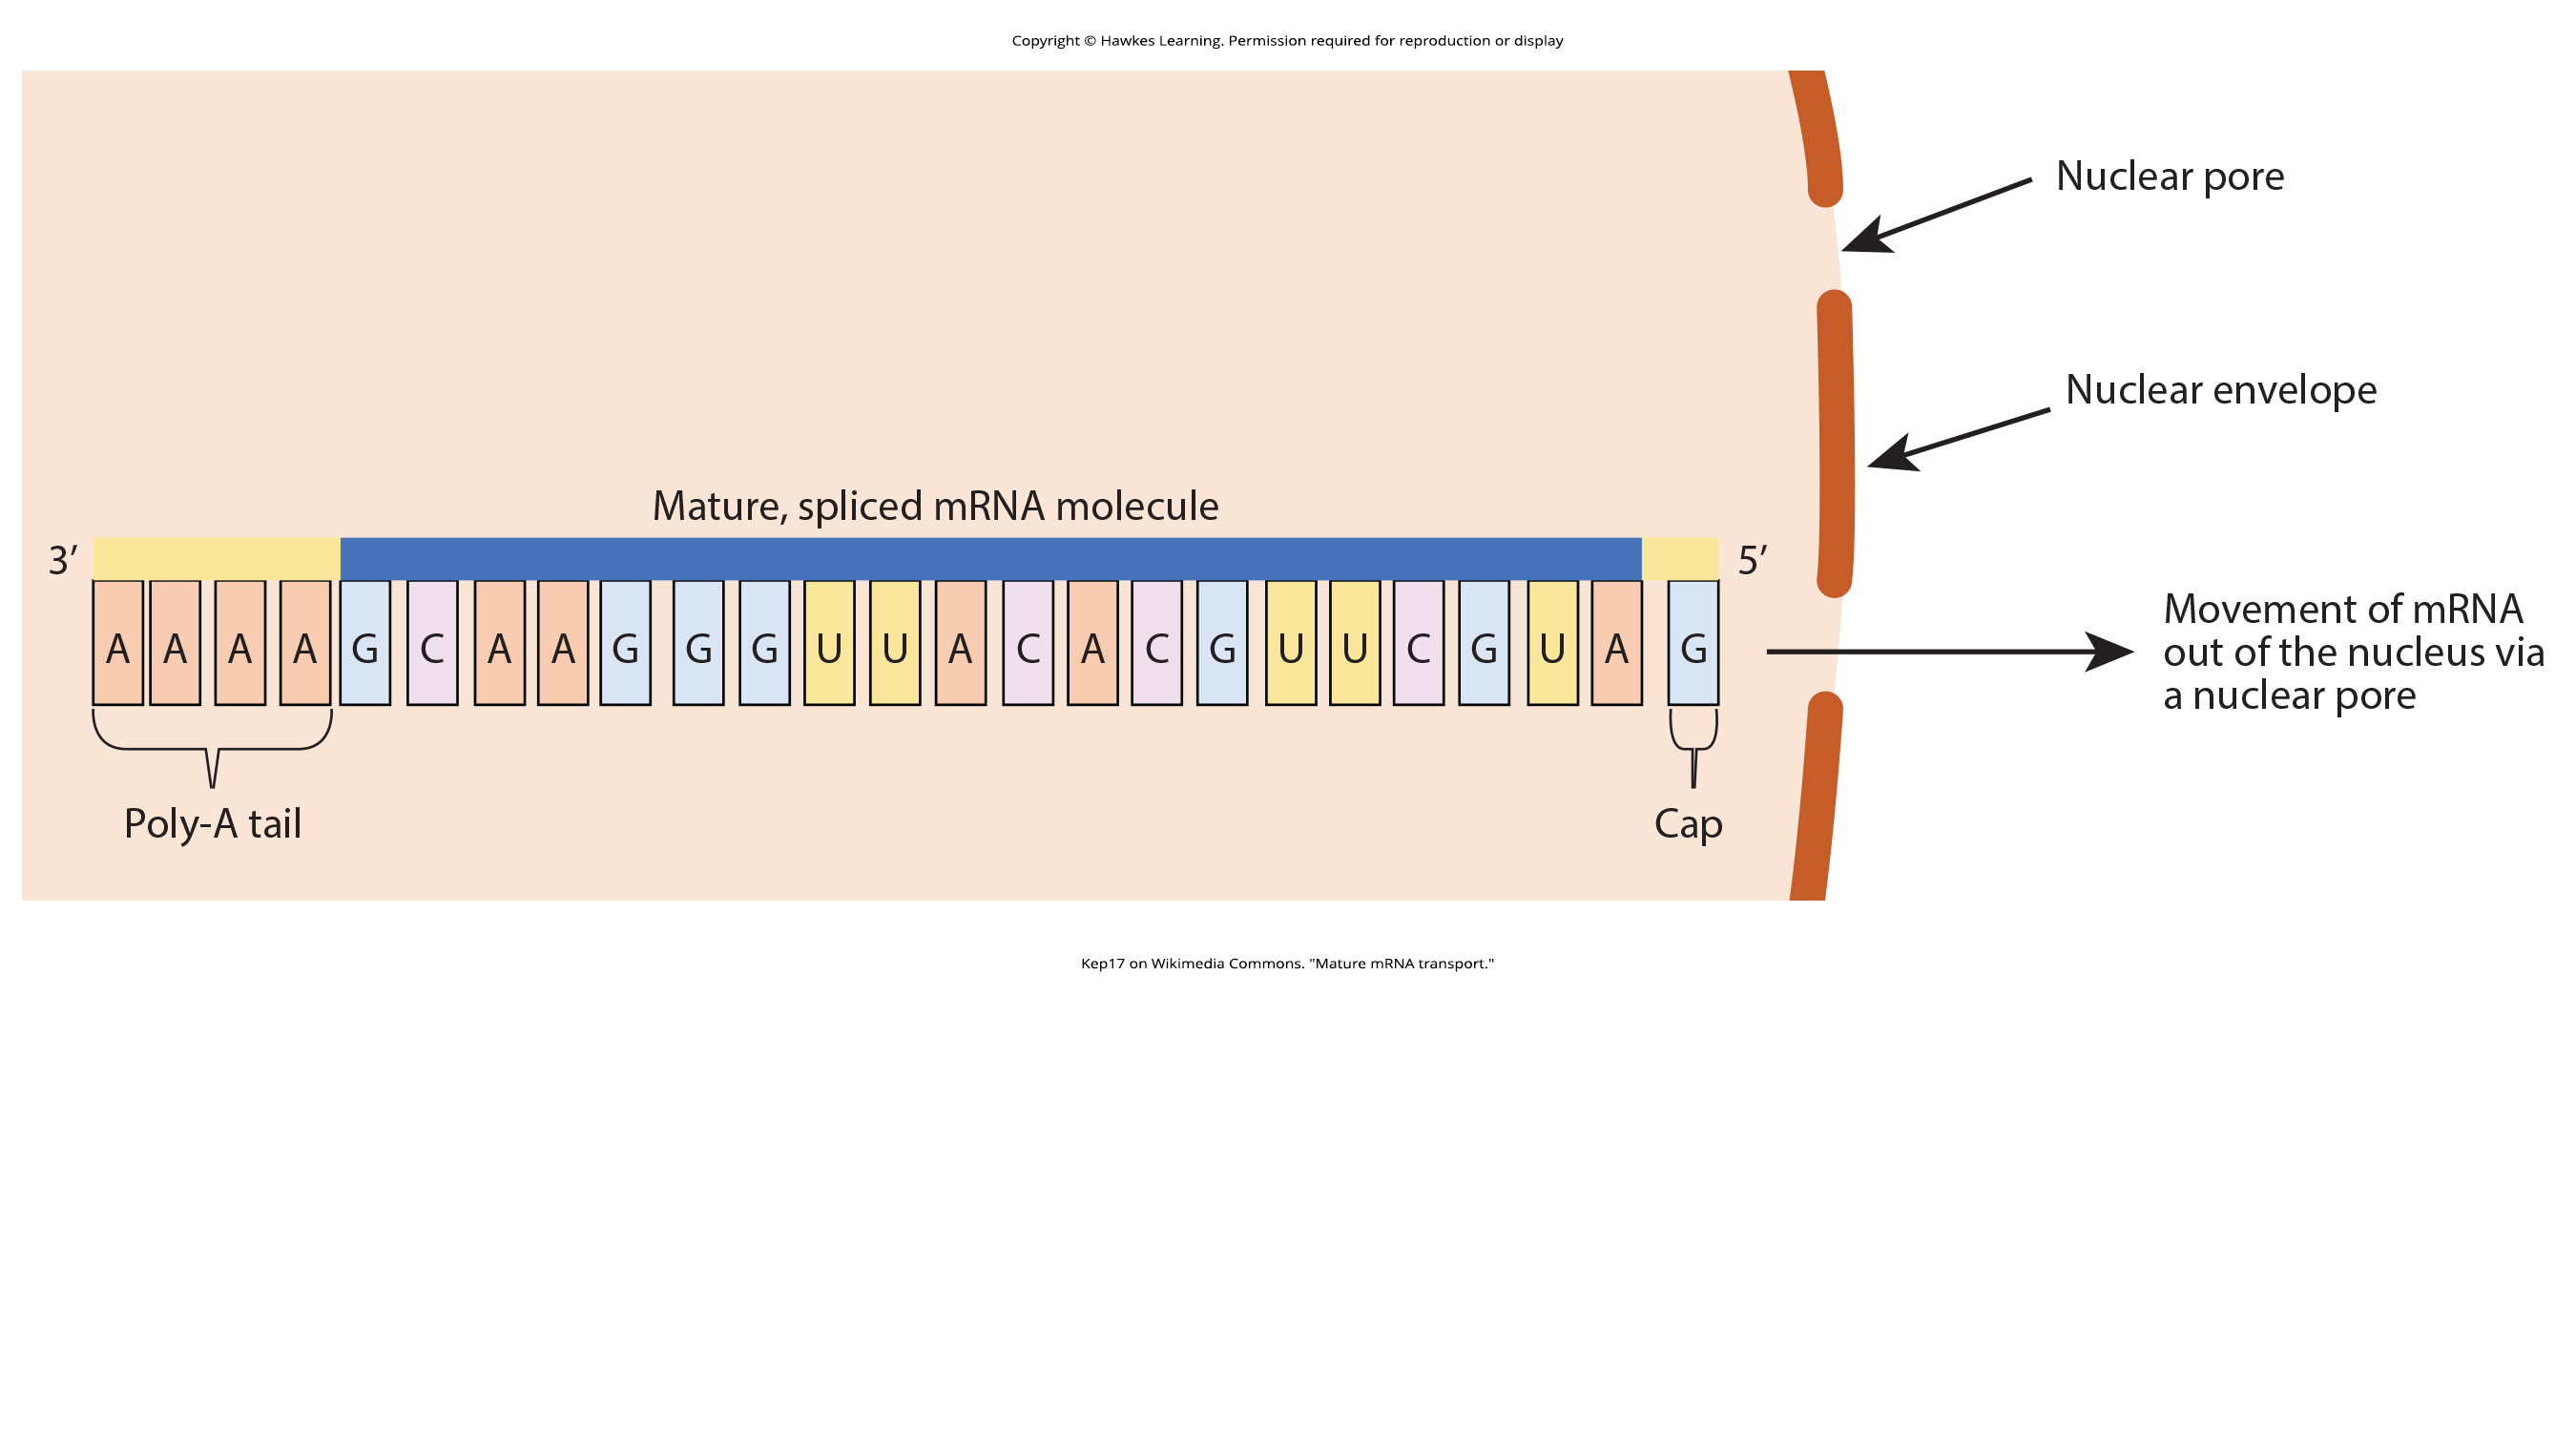 Copyright © Hawkes Learning. Permission required for reproduction or display
Nuclear pore
Nuclear envelope
Mature, spliced mRNA molecule
3’ 5’
A A A A G C A A G G G U U A C A C G U U C G U A G
Movement of mRNA
out of the nucleus via
a nuclear pore
Poly-A tail
Cap
Kep17 on Wikimedia Commons. "Mature mRNA transport."